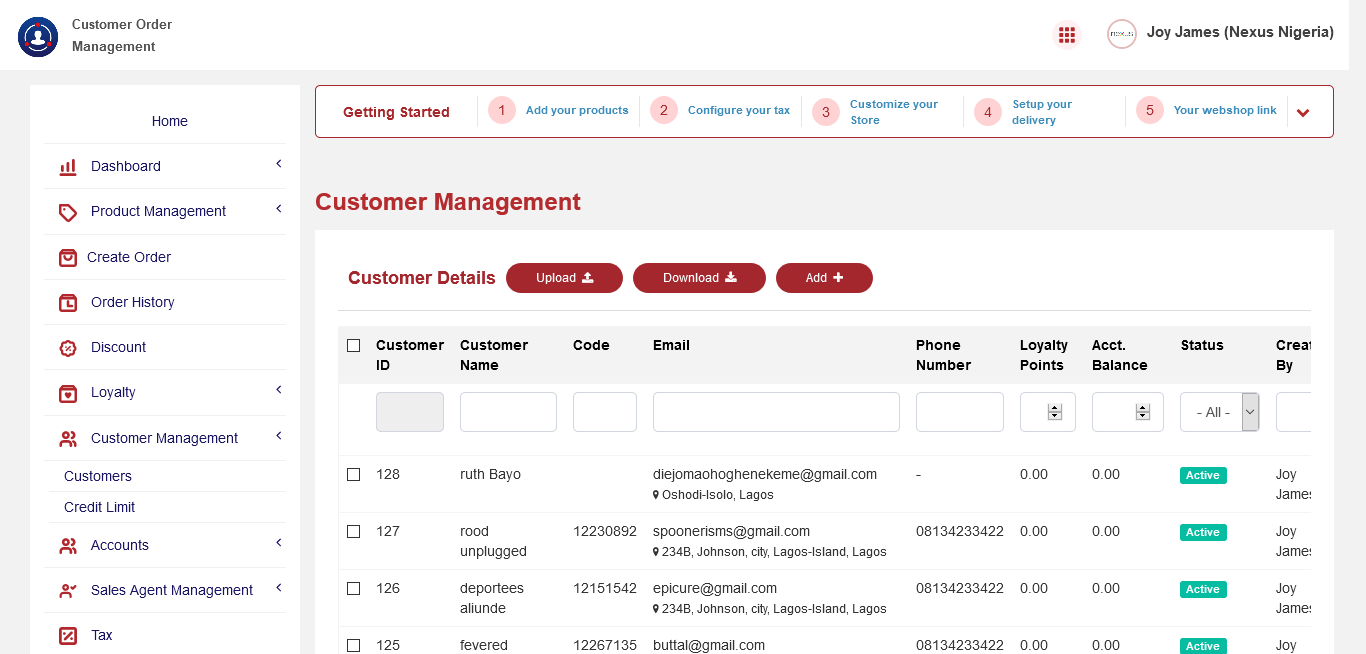 Customer Order
Management
nexus
Joy James (Nexus Nigeria)
Home
Dashboard
Product Management
Create Order
Order History
Discount
Loyalty
Customer Management
Customers
Credit Limit
Accounts
Sales Agent Management
Tax
Getting Started
1 Add your products
2 Configure your tax
3 Customize your
Store
4 Setup your
delivery
5 Your webshop link
Customer Management
Customer Details Upload Download Add
Customer Customer Code Email Phone Loyalty Acct. Status Creat
ID Name Number Points Balance By
- All -
128 ruth Bayo diejomaohoghenekeme@gmail.com - 0.00 0.00 Active Joy
Oshodi-Isolo, Lagos James
127 rood 12230892 spoonerisms@gmail.com 08134233422 0.00 0.00 Active Joy
unplugged 234B, Johnson, city, Lagos-Island, Lagos James
126 deportees 12151542 epicure@gmail.com 08134233422 0.00 0.00 Active Joy
aliunde 234B, Johnson, city, Lagos-Island, Lagos James
125 fevered 12267135 buttal@gmail.com 08134233422 0.00 0.00 Active Joy